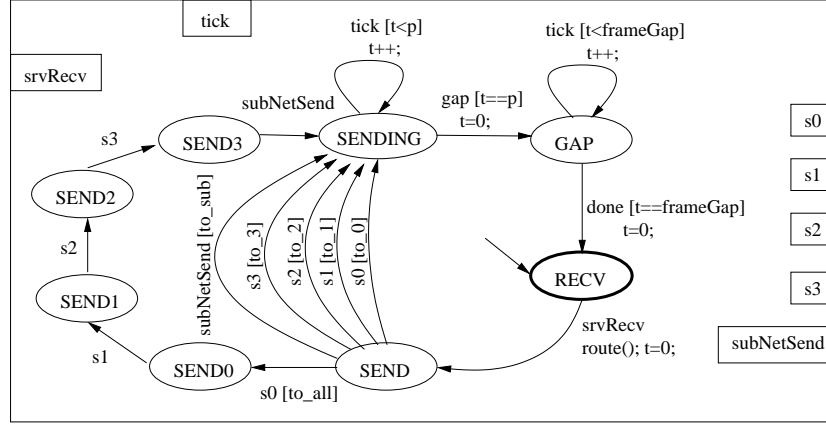 tick
tick [t<p]
t++;
tick [t<frameGap]
t++;
srvRecv
subNetSend
gap [t==p]
t=0;
s3
SEND3
SENDING
GAP
s0
s1
SEND2
subNetSend [to_sub]
s3 [to_3]
s2 [to_2]
s1 [to_1]
s0 [to_0]
done [t==frameGap]
t=0;
s2
s2
RECV
SEND1
s3
srvRecv
route(); t=0;
subNetSend
s1
SEND0
SEND
s0 [to_all]